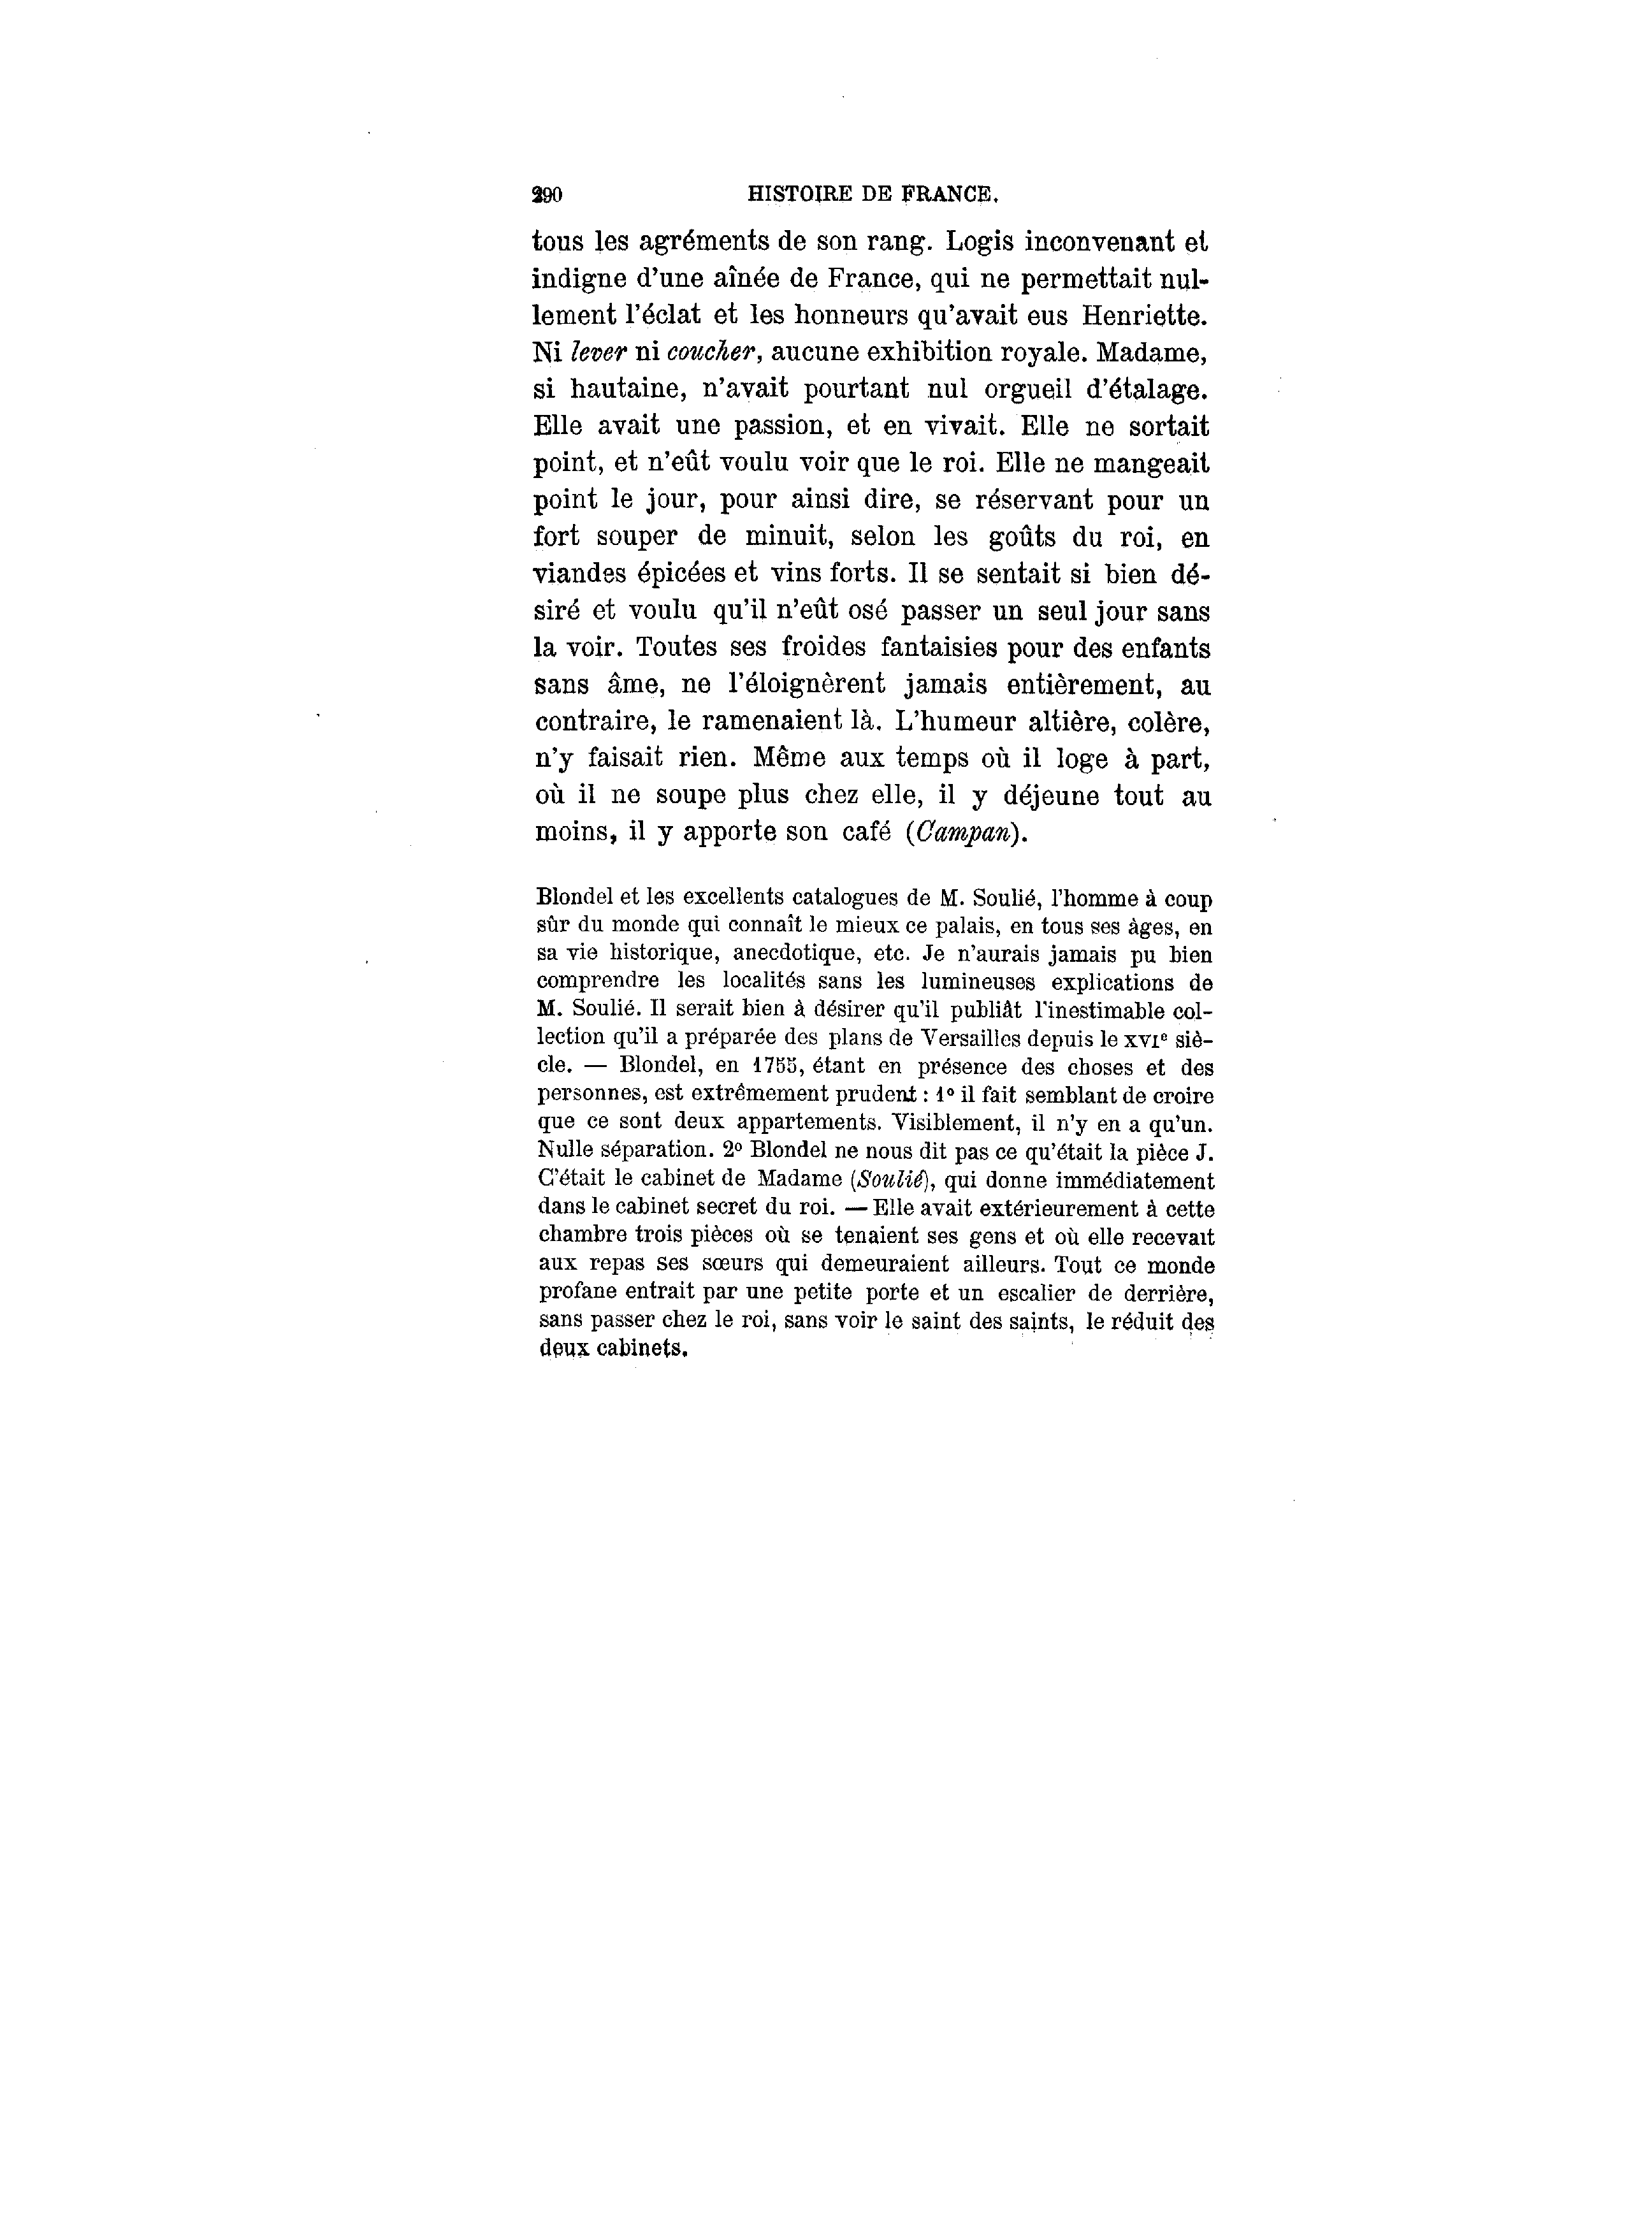 290 HISTOIRE DE FRANCE.
tous les agréments de son rang. Logis inconvenant et
indigne d'une aînée de France, qui ne permettait nul-
lement l'éclat et les honneurs qu'avait eus Henriette.
Ni lever ni coucher, aucune exhibition royale. Madame,
si hautaine, n'avait pourtant nul orgueil d'étalage.
Elle avait une passion, et en vivait. Elle ne sortait
point, et n'eût voulu voir que le roi. Elle ne mangeait
point le jour, pour ainsi dire, se réservant pour un
fort souper de minuit, selon les goûts du roi, en
viandes épicées et vins forts. Il se sentait si bien dé-
siré et voulu qu'il n'eût osé passer un seul jour sans
la voir. Toutes ses froides fantaisies pour des enfants
sans âme, ne l'éloignèrent jamais entièrement, au
contraire, le ramenaient là. L'humeur altière, colère,
n'y faisait rien. Même aux temps où il loge à part,
où il ne soupe plus chez elle, il y déjeune tout au
moins, il y apporte son café (Campan).
Blondel et les excellents catalogues de M. Soulié, l'homme à coup
sûr du monde qui connaît le mieux ce palais, en tous ses àges, en
sa vie historique, anecdotique, etc. Je n'aurais jamais pu bien
comprendre les localités sans les lumineuses explications de
M. Soulié. Il serait bien à désirer qu'il publiât l'inestimable col-
lection qu'il a préparée des plans de Versailles depuis le XVIe siè-
cle. — Blondel, en 1755, étant en présence des choses et des
personnes, est extrêmement prudent : 1º il fait semblant de croire
que ce sont deux appartements. Visiblement, il n'y en a qu'un.
Nulle séparation. 2º Blondel ne nous dit pas ce qu'était la pièce J.
C'était le cabinet de Madame (Soulié), qui donne immédiatement
dans le cabinet secret du roi. — Elle avait extérieurement à cette
chambre trois pièces où se tenaient ses gens et où elle recevait
aux repas ses sœurs qui demeuraient ailleurs. Tout ce monde
profane entrait par une petite porte et un escalier de derrière,
sans passer chez le roi, sans voir le saint des saints, le réduit des
deux cabinets.